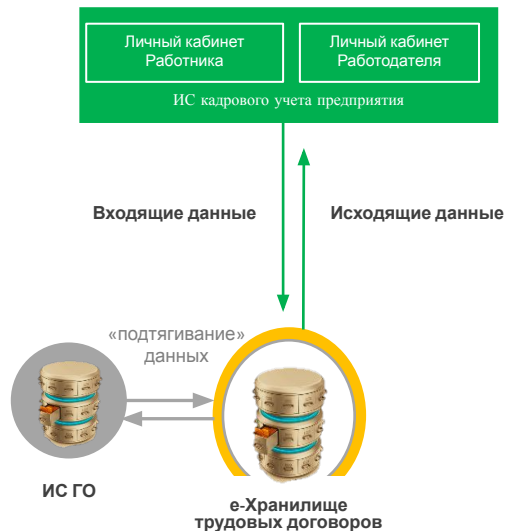 Личный кабинет
Работника
Личный кабинет
Работодателя
ИС кадрового учета предприятия
Входящие данные
Исходящие данные
«подтягивание»
данных
ИС ГО
е-Хранилище
трудовых договоров